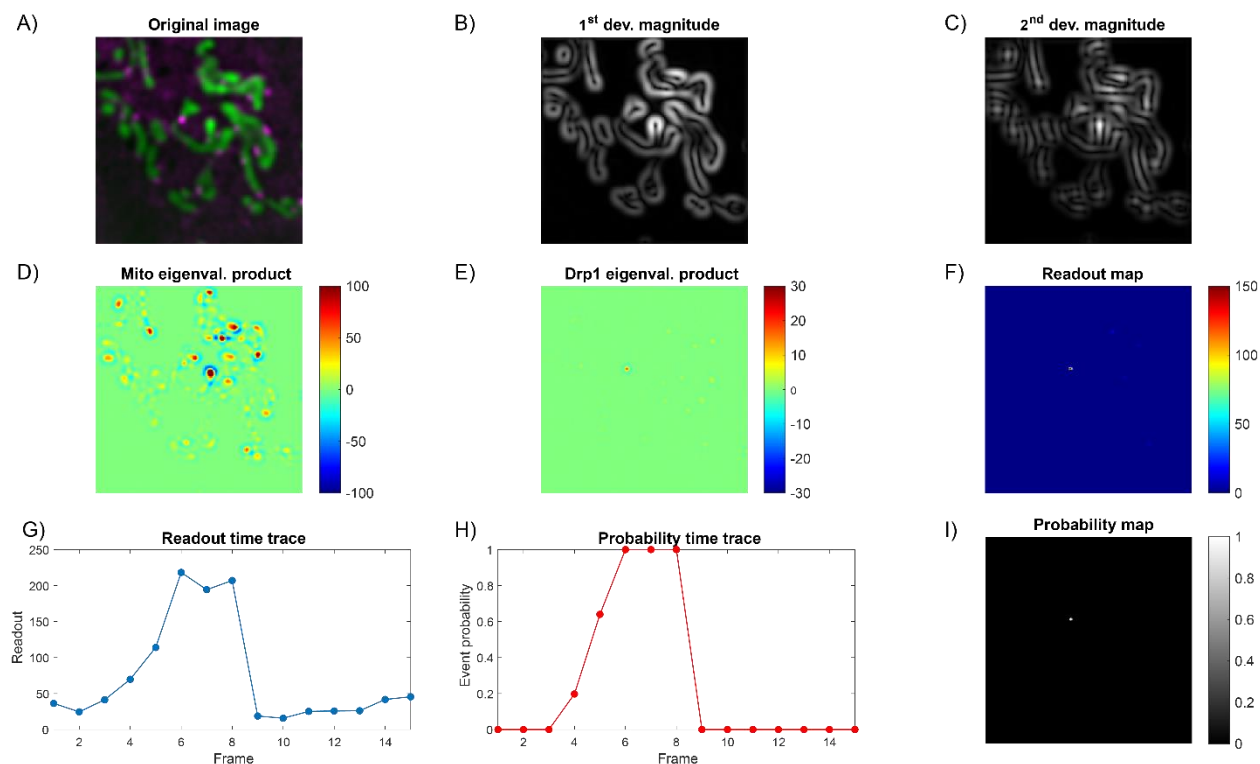 A)
Original image
B)
1st dev. magnitude
C)
2nd dev. magnitude
D)
Mito eigenval. product
100
50
0
-50
-100
E)
Drp1 eigenval. product
30
20
10
0
-10
-20
-30
F)
Readout map
150
100
50
0
G)
Readout time trace
250
200
150
100
50
0
Readout
2 4 6 8 10 12 14
Frame
H)
Probability time trace
1
0.8
0.6
0.4
0.2
0
Event probability
2 4 6 8 10 12 14
Frame
I)
Probability map
1
0.8
0.6
0.4
0.2
0